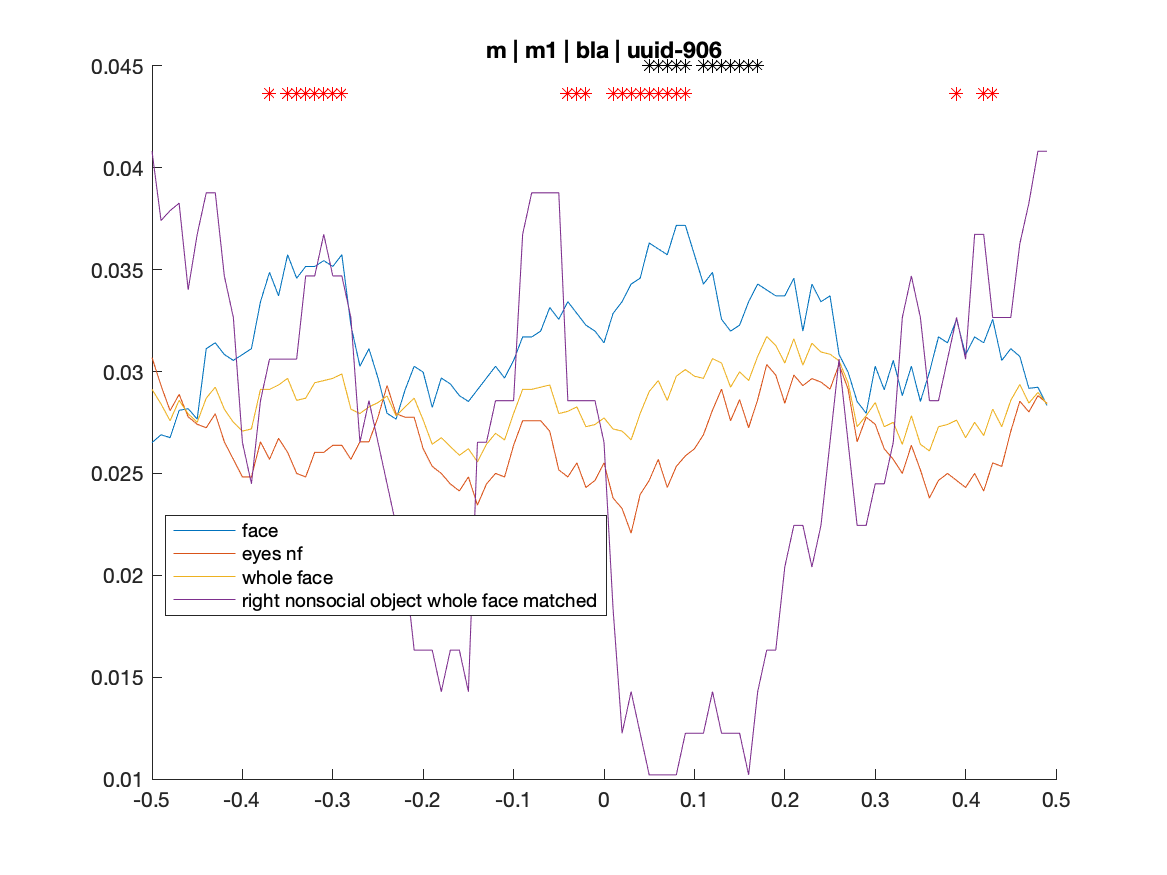 m | m1 | bla | uuid-906
0.045
0.04
0.035
0.03
0.025
0.02
0.015
0.01
face
eyes nf
whole face
right nonsocial object whole face matched
-0.5 -0.4 -0.3 -0.2 -0.1 0 0.1 0.2 0.3 0.4 0.5